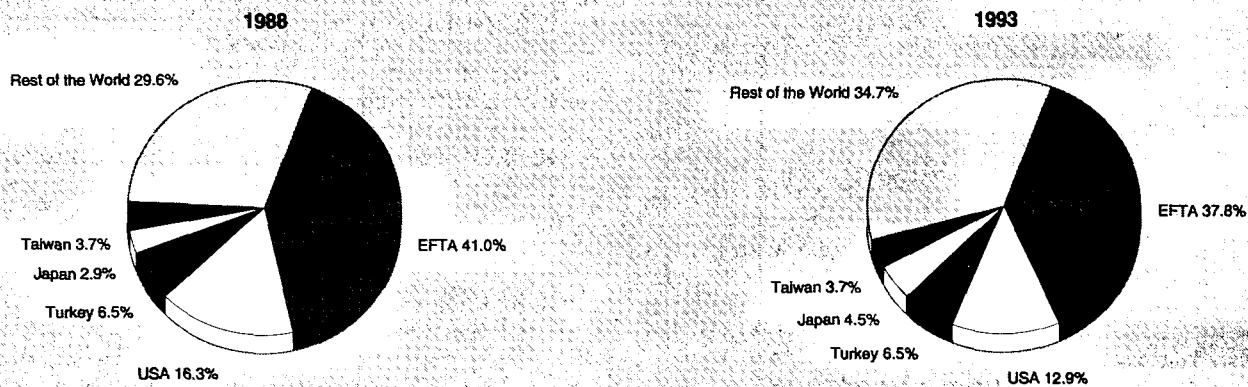 1988
Rest of the World 29.6%
EFTA 41.0%
Taiwan 3.7%
Japan 2.9%
Turkey 6.5%
USA 16.3%
1993
Rest of the World 34.7%
EFTA 37.8%
Taiwan 3.7%
Japan 4.5%
Turkey 6.5%
USA 12.9%